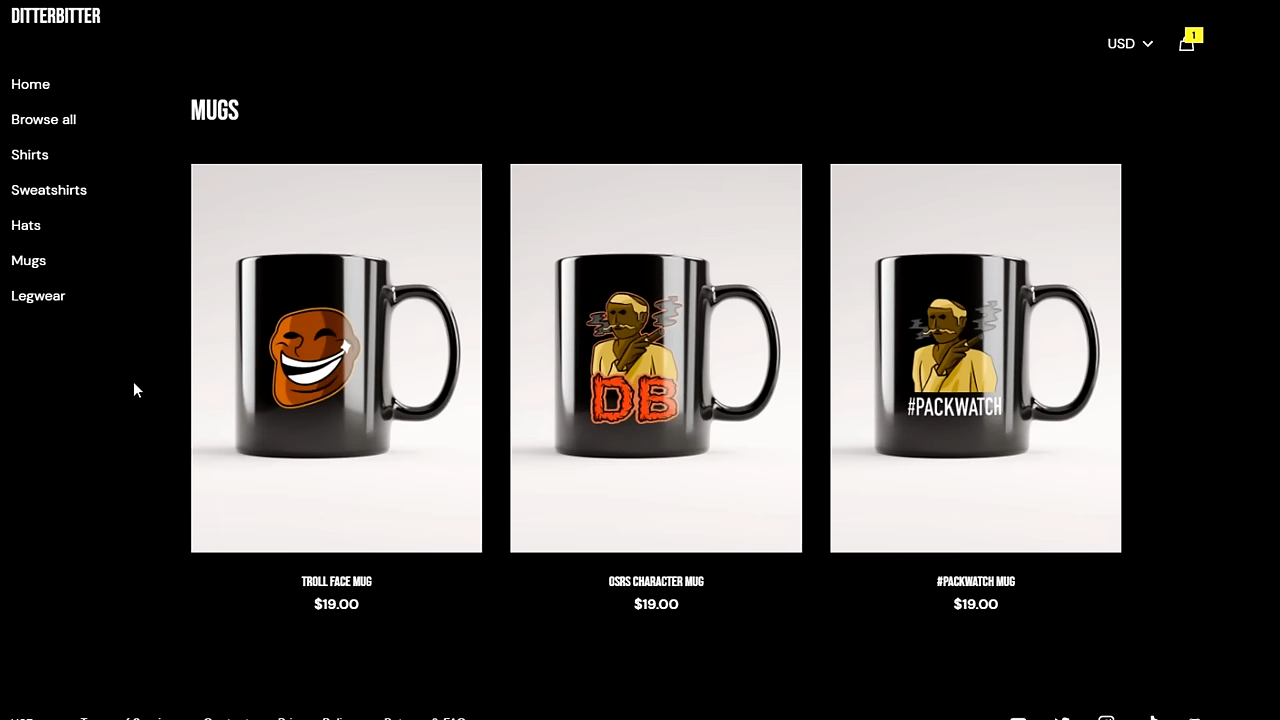 DITTERBITTER
USD
1
Home
Browse all
Shirts
Sweatshirts
Hats
Mugs
Legwear
MUGS
DB
#PACKWATCH
TROLL FACE MUG
$19.00
OSRS CHARACTER MUG
$19.00
#PACKWATCH MUG
$19.00